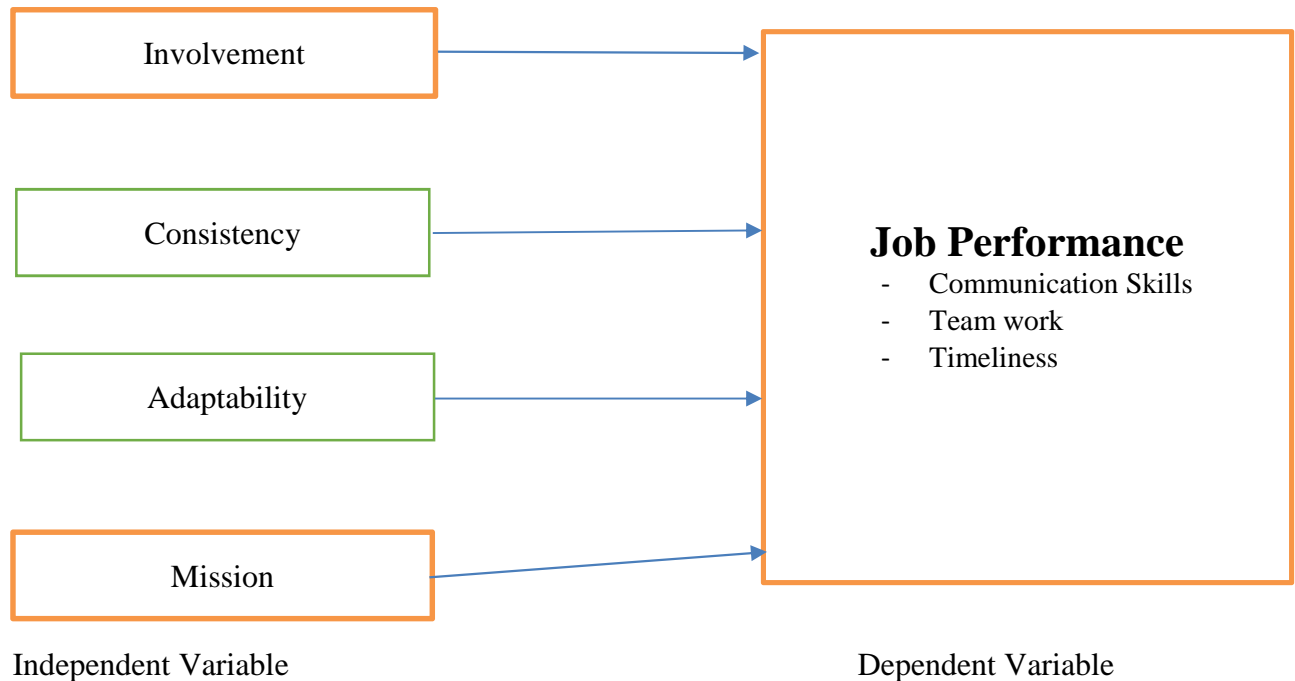 Involvement
Consistency
Adaptability
Mission
Job Performance
- Communication Skills
- Team work
- Timeliness
Independent Variable
Dependent Variable